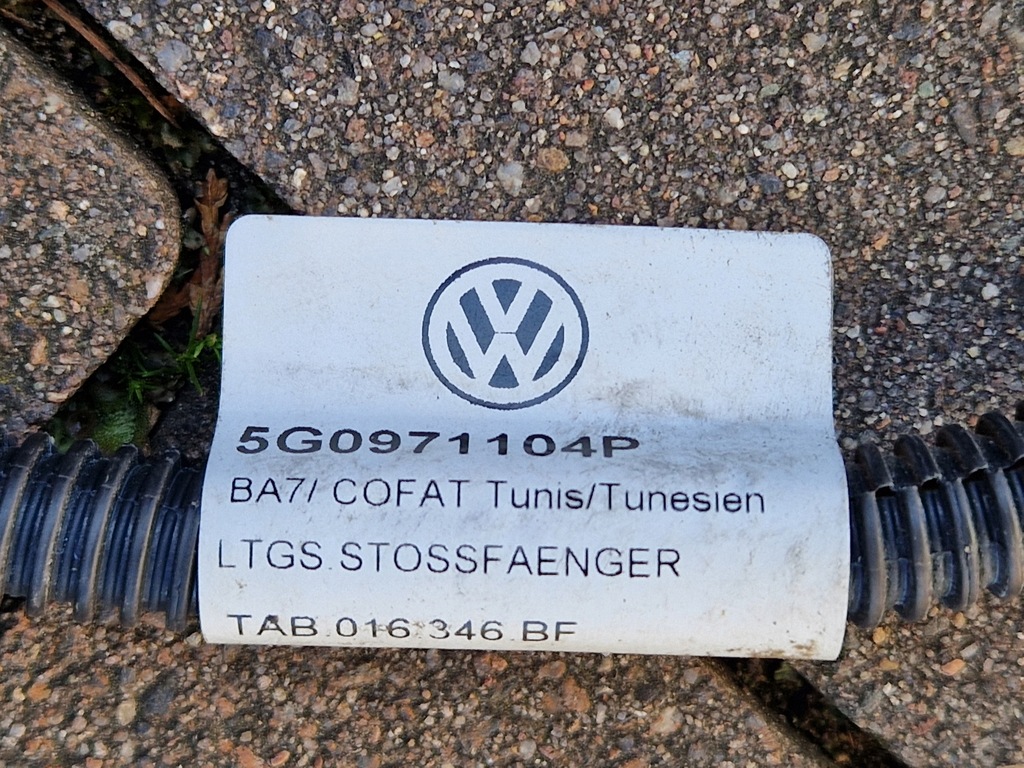 5G0971104P
BA7/ COFAT Tunis/Tunesien
LTGS.STOSSFAENGER
TAB.016.346.BF